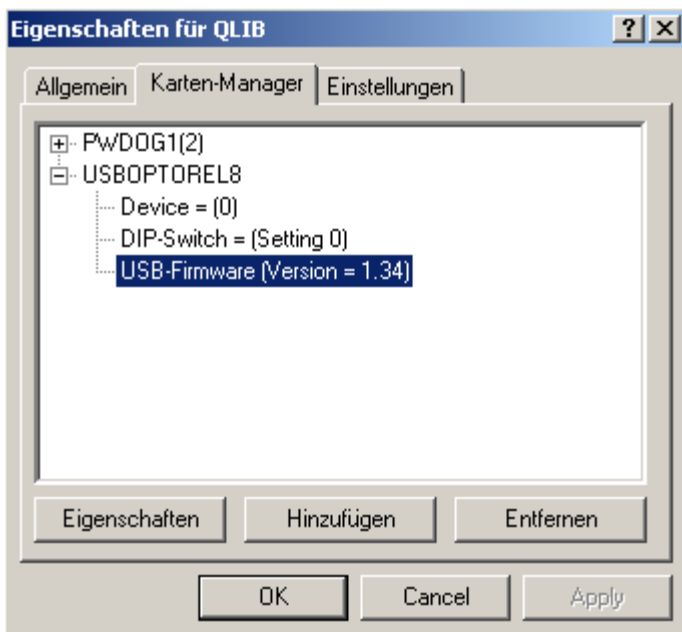 Eigenschaften für QLIB
Allgemein Karten-Manager Einstellungen
PWDOG1(2)
USBOPTOREL8
Device = (0)
DIP-Switch = (Setting 0)
USB-Firmware (Version = 1.34)
Eigenschaften Hinzufügen Entfernen
OK Cancel Apply